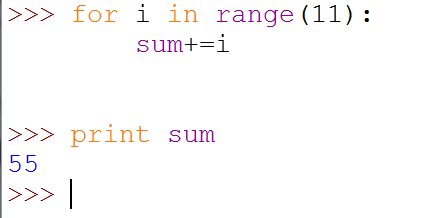 >>> for i in range(11):
        sum+=i
>>> print sum
55
>>>